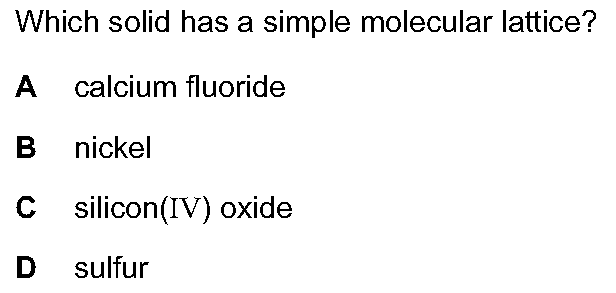 Which solid has a simple molecular lattice?
A calcium fluoride
B nickel
C silicon(IV) oxide
D sulfur